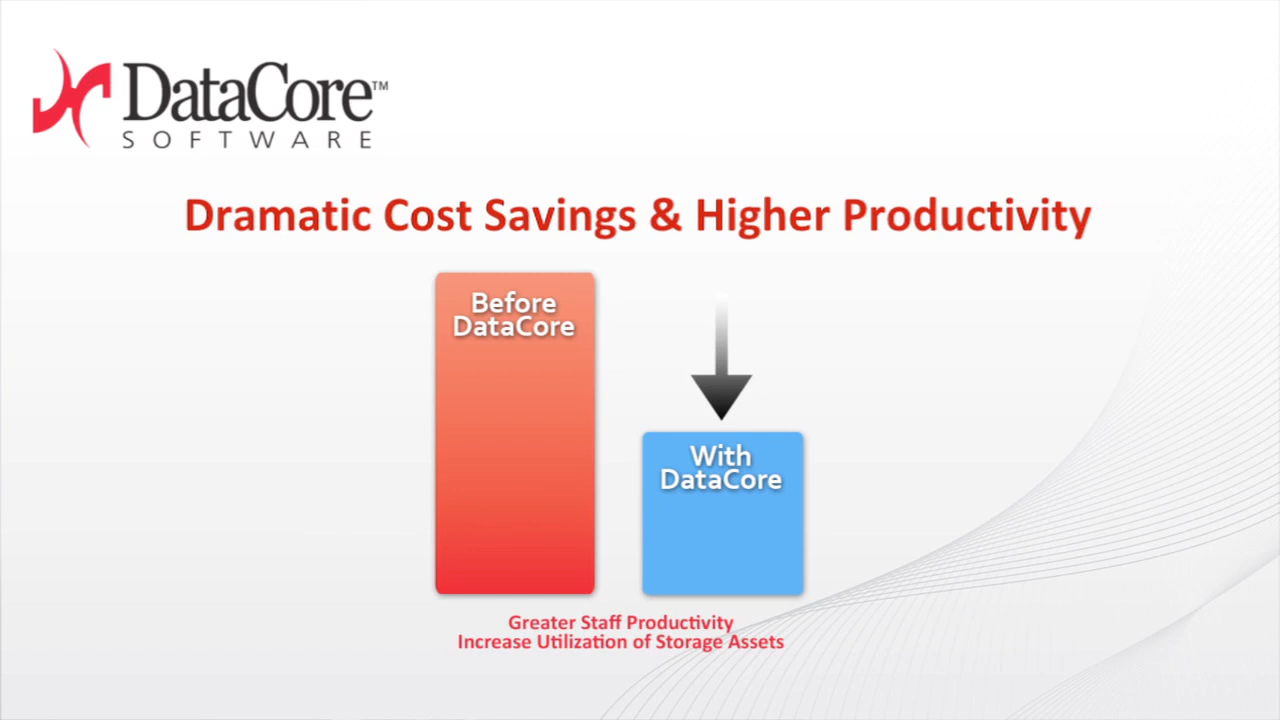 DataCore™
SOFTWARE
Dramatic Cost Savings & Higher Productivity
Before
DataCore
With
DataCore
Greater Staff Productivity
Increase Utilization of Storage Assets